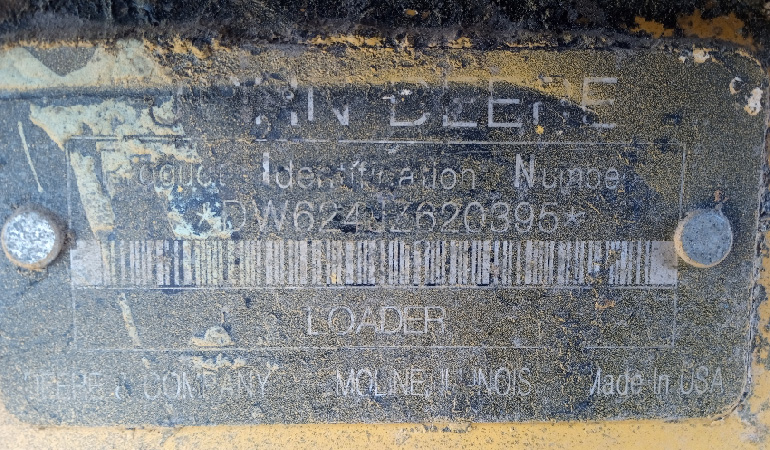 JOHN DEERE
Product Identification Number
*DW624JZ620395*
LOADER
DEERE & COMPANY MOLINE, ILLINOIS Made In USA